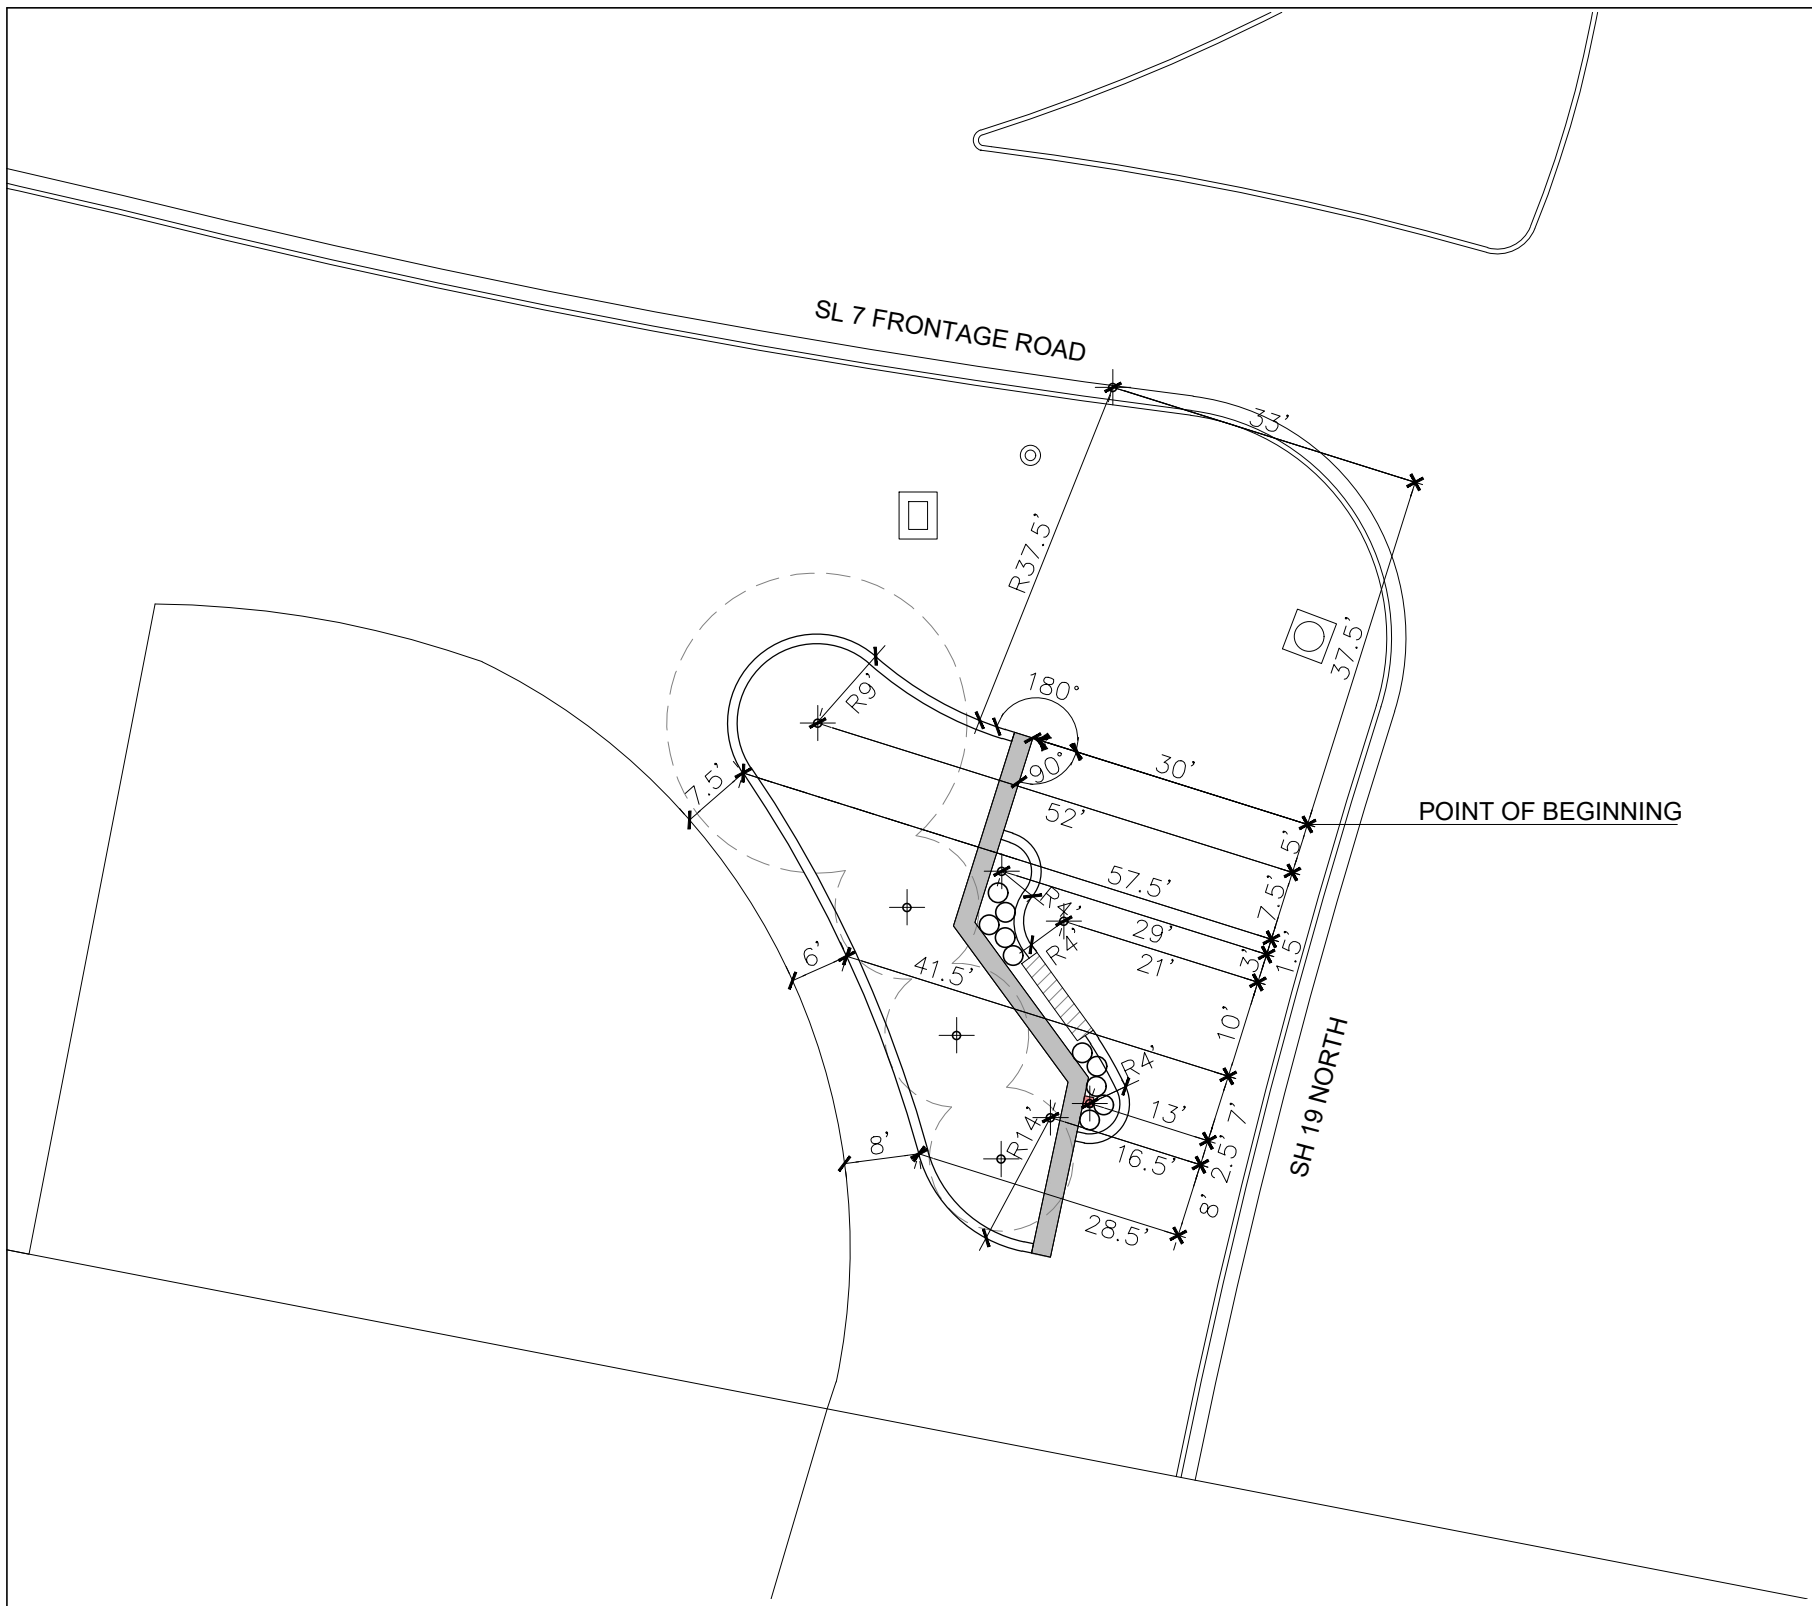 SL 7 FRONTAGE ROAD
33'
R37.5'
37.5'
180°
R9'
90°
30'
7.5'
52'
POINT OF BEGINNING
5'
57.5'
7.5'
R4'
29'
1.5'
R4'
3'
21'
6'
41.5'
10'
R4'
SH 19 NORTH
13'
7'
R14'
8'
16.5'
2.5'
28.5'
8'